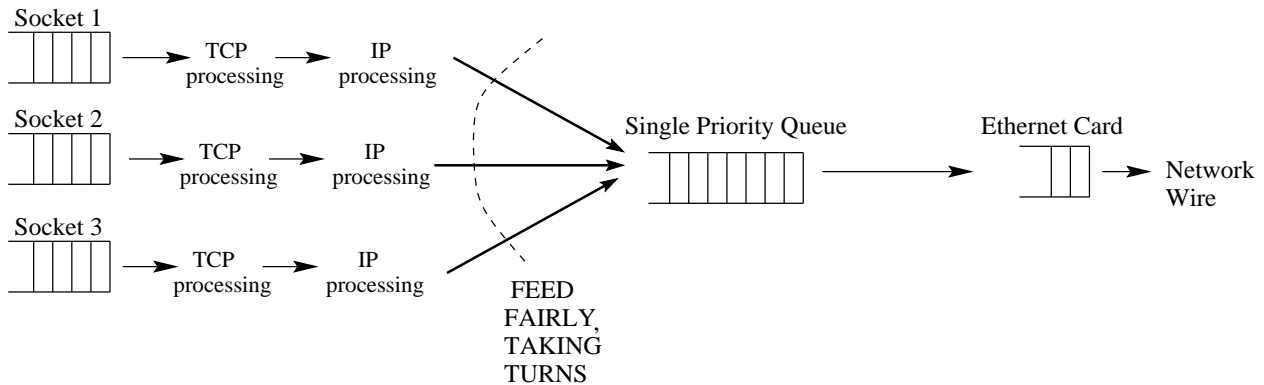 Socket 1
TCP
processing
IP
processing
Socket 2
TCP
processing
IP
processing
Socket 3
TCP
processing
IP
processing
FEED
FAIRLY,
TAKING
TURNS
Single Priority Queue
Ethernet Card
Network
Wire